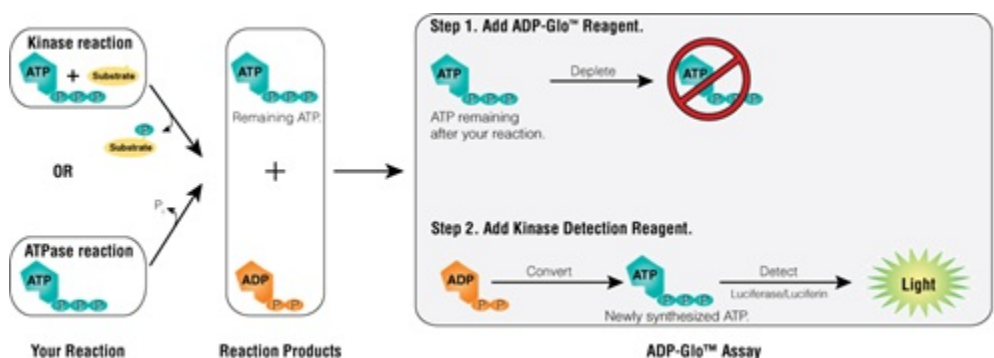 Kinase reaction
ATP + Substrate
P P P
P
Substrate
OR
P
ATPase reaction
ATP
P P P
Your Reaction
ATP
P P P
Remaining ATP.
+
ADP
P P
Reaction Products
Step 1. Add ADP-Glo™ Reagent.
ATP
P P P
Deplete
ATP
P P P
ATP remaining
after your reaction.
Step 2. Add Kinase Detection Reagent.
ADP
P P
Convert
ATP
P P P
Newly synthesized ATP.
Detect
Luciferase/Luciferin
Light
ADP-Glo™ Assay